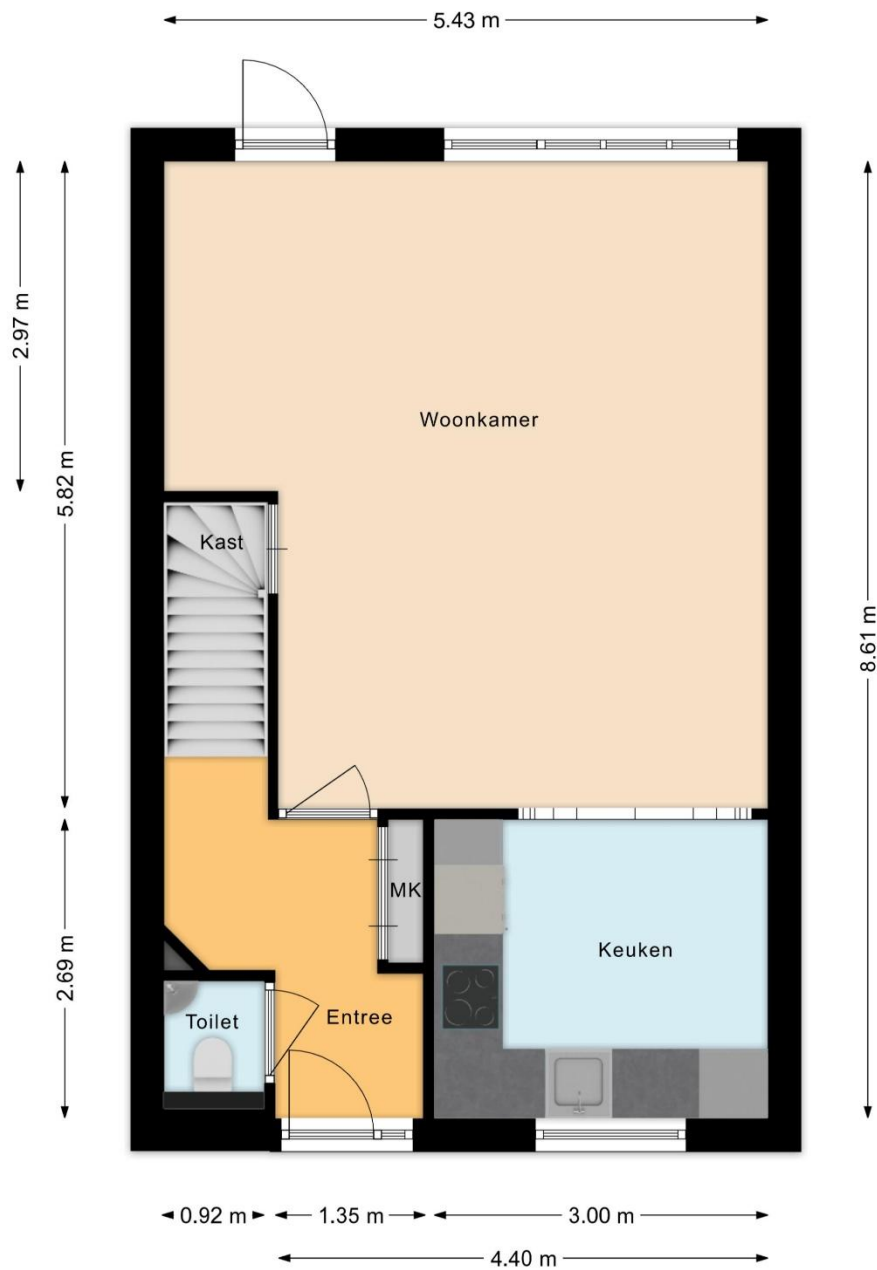 5.43 m
2.97 m
5.82 m
8.61 m
Woonkamer
Kast
MK
Keuken
2.69 m
Toilet
Entree
0.92 m
1.35 m
3.00 m
4.40 m